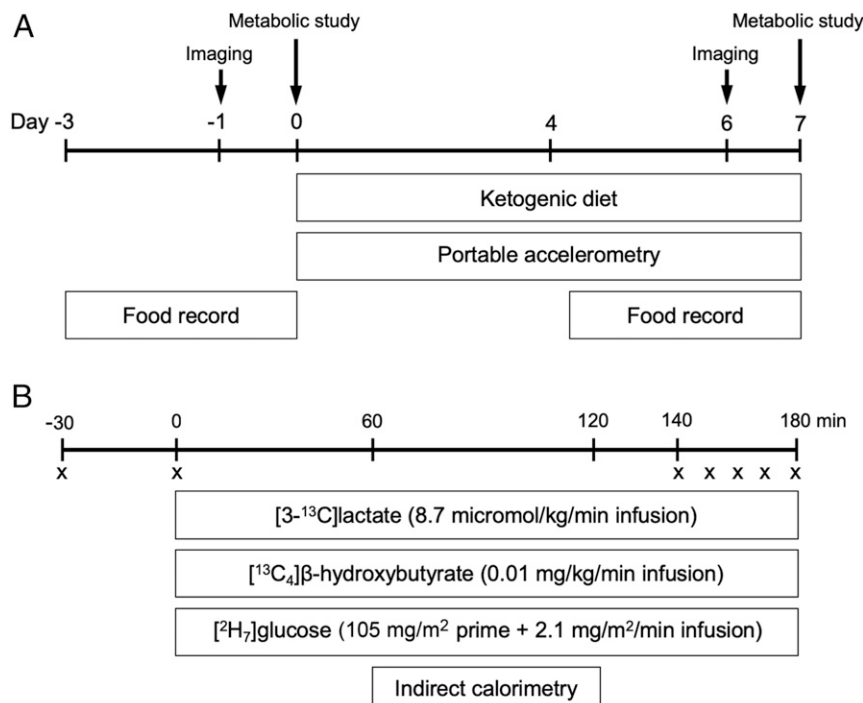 A
Metabolic study Metabolic study
Imaging Imaging
Day -3 -1 0 4 6 7
Ketogenic diet
Portable accelerometry
Food record Food record
B
-30 0 60 120 140 180 min
x x x x x x x
[3-¹³C]lactate (8.7 micromol/kg/min infusion)
[¹³C₄]β-hydroxybutyrate (0.01 mg/kg/min infusion)
[²H₇]glucose (105 mg/m² prime + 2.1 mg/m²/min infusion)
Indirect calorimetry